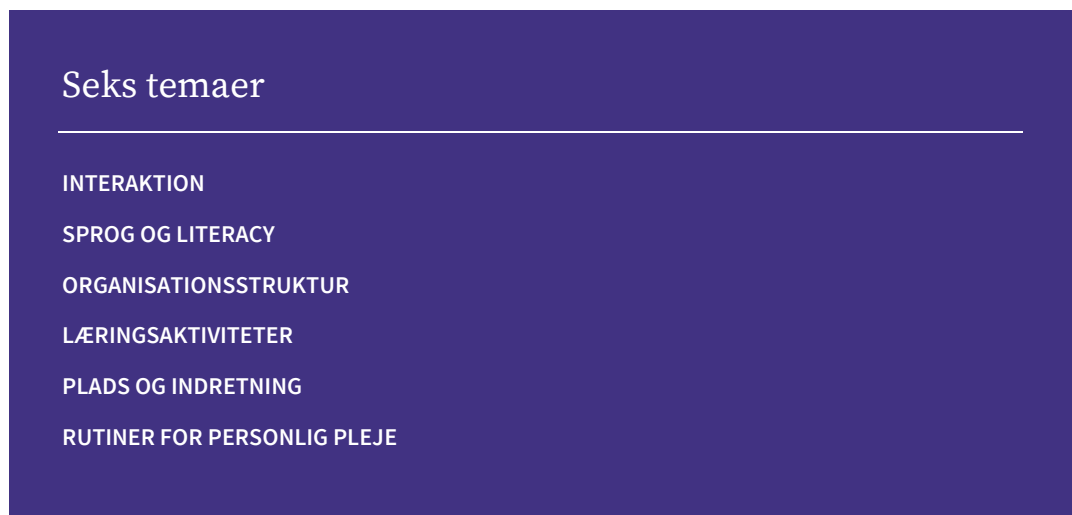 Seks temaer
INTERAKTION
SPROG OG LITERACY
ORGANISATIONSSTRUKTUR
LÆRINGSAKTIVITETER
PLADS OG INDRETNING
RUTINER FOR PERSONLIG PLEJE